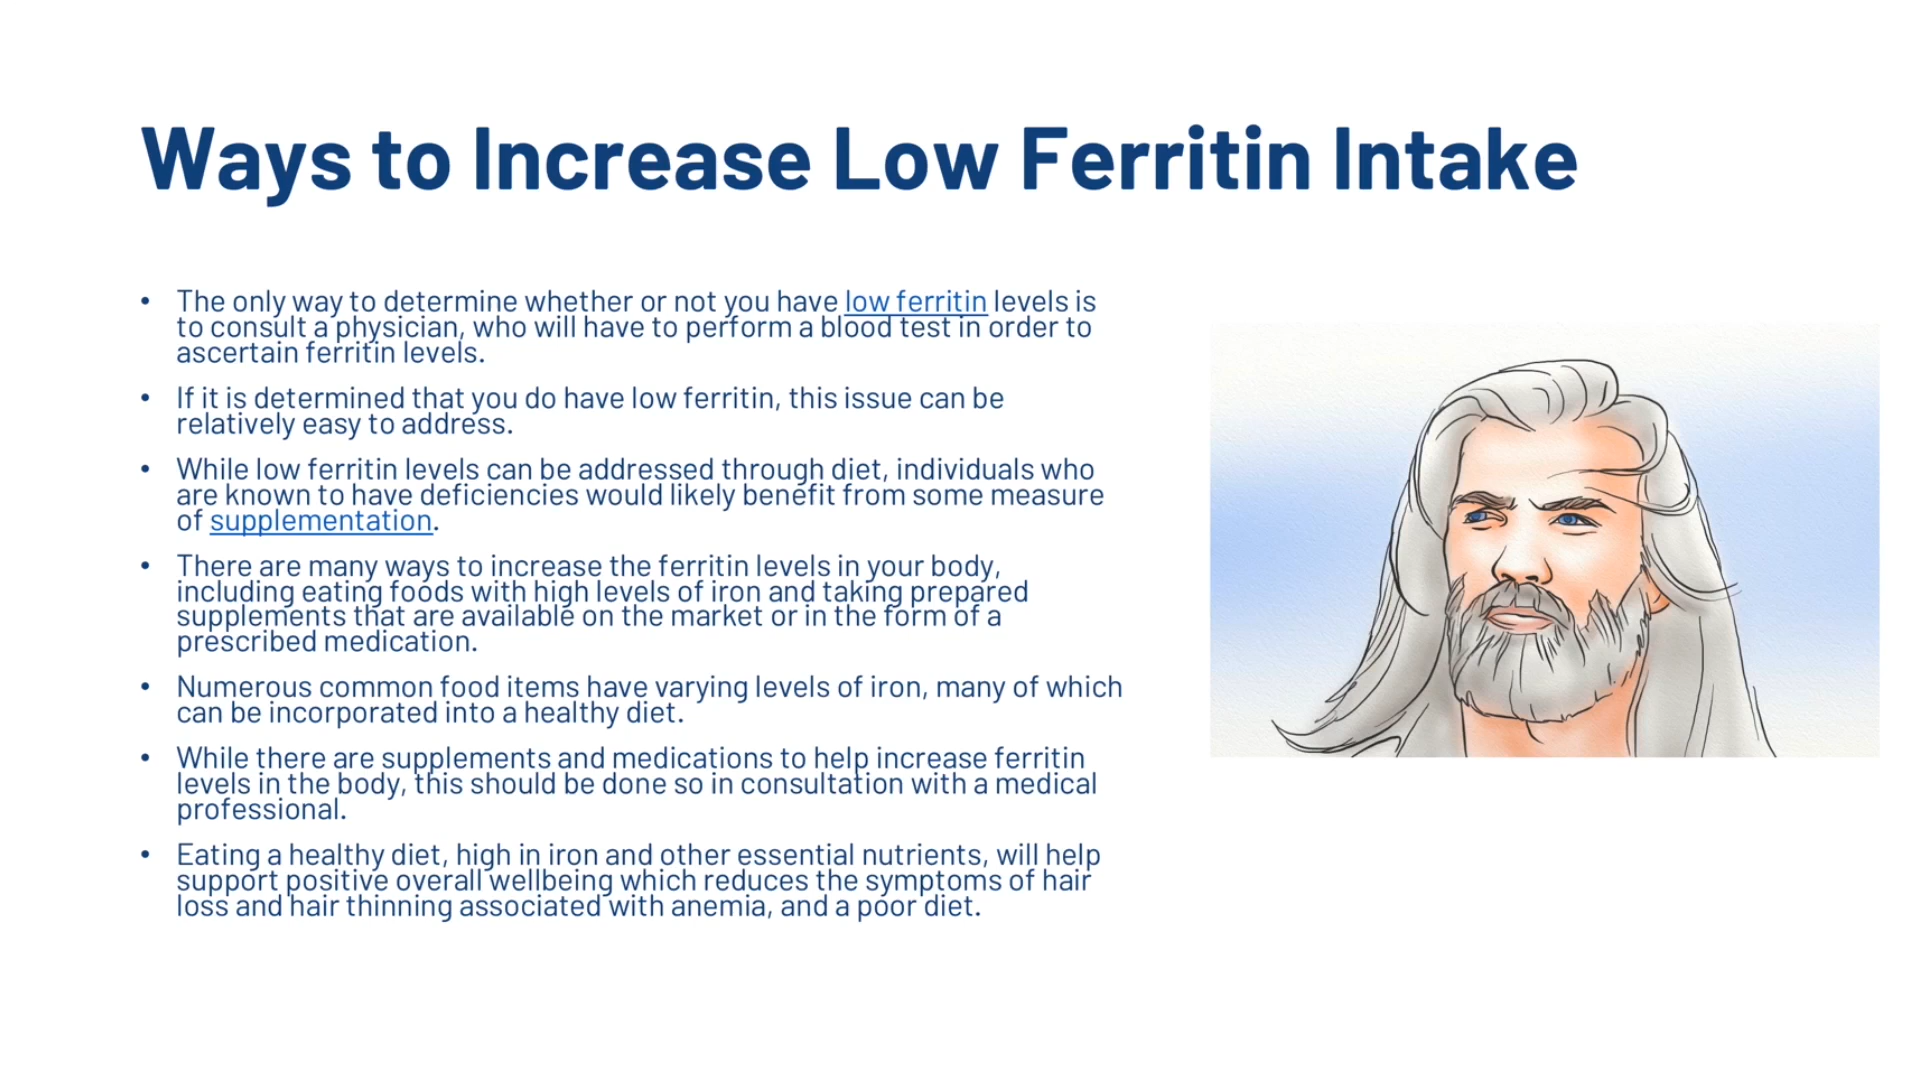 Ways to Increase Low Ferritin Intake
• The only way to determine whether or not you have low ferritin levels is
to consult a physician, who will have to perform a blood test in order to
ascertain ferritin levels.
• If it is determined that you do have low ferritin, this issue can be
relatively easy to address.
• While low ferritin levels can be addressed through diet, individuals who
are known to have deficiencies would likely benefit from some measure
of supplementation.
• There are many ways to increase the ferritin levels in your body,
including eating foods with high levels of iron and taking prepared
supplements that are available on the market or in the form of a
prescribed medication.
• Numerous common food items have varying levels of iron, many of which
can be incorporated into a healthy diet.
• While there are supplements and medications to help increase ferritin
levels in the body, this should be done so in consultation with a medical
professional.
• Eating a healthy diet, high in iron and other essential nutrients, will help
support positive overall wellbeing which reduces the symptoms of hair
loss and hair thinning associated with anemia, and a poor diet.